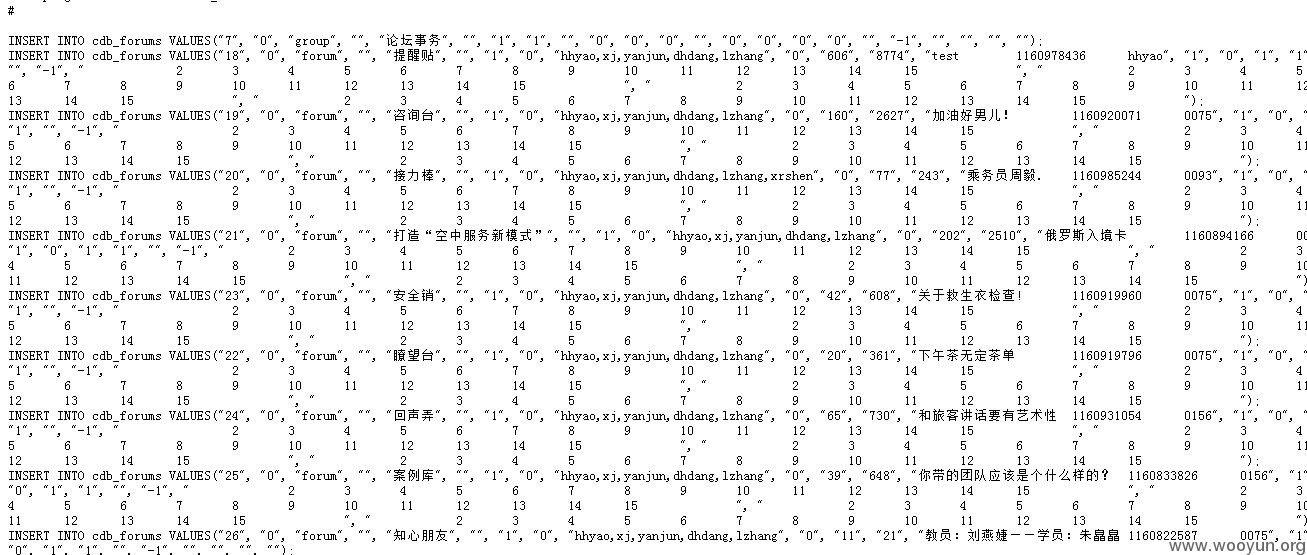 #
INSERT INTO cdb_forums VALUES("7", "0", "group", "", "论坛事务", "", "1", "1", "", "0", "0", "0", "", "0", "0", "0", "0", "", "-1", "", "", "", "");
INSERT INTO cdb_forums VALUES("18", "0", "forum", "", "提醒贴", "", "1", "0", "hhyao,xj,yanjun,dhdang,lzhang", "0", "606", "8774", "test 1160978436 hhyao", "1", "0", "1", "1"
"", "-1", " 2 3 4 5 6 7 8 9 10 11 12 13 14 15 ", " 2 3 4 5
6 7 8 9 10 11 12 13 14 15 ", " 2 3 4 5 6 7 8 9 10 11 12
13 14 15 ", " 2 3 4 5 6 7 8 9 10 11 12 13 14 15 ");
INSERT INTO cdb_forums VALUES("19", "0", "forum", "", "咨询台", "", "1", "0", "hhyao,xj,yanjun,dhdang,lzhang", "0", "160", "2627", "加油好男儿! 1160920071 0075", "1", "0",
"1", "", "-1", " 2 3 4 5 6 7 8 9 10 11 12 13 14 15 ", " 2 3 4
5 6 7 8 9 10 11 12 13 14 15 ", " 2 3 4 5 6 7 8 9 10 11
12 13 14 15 ", " 2 3 4 5 6 7 8 9 10 11 12 13 14 15 ");
INSERT INTO cdb_forums VALUES("20", "0", "forum", "", "接力棒", "", "1", "0", "hhyao,xj,yanjun,dhdang,lzhang,xrshen", "0", "77", "243", "乘务员周毅. 1160985244 0093", "1", "0", "
"1", "", "-1", " 2 3 4 5 6 7 8 9 10 11 12 13 14 15 ", " 2 3 4
5 6 7 8 9 10 11 12 13 14 15 ", " 2 3 4 5 6 7 8 9 10 11
12 13 14 15 ", " 2 3 4 5 6 7 8 9 10 11 12 13 14 15 ");
INSERT INTO cdb_forums VALUES("21", "0", "forum", "", "打造“空中服务新模式”", "", "1", "0", "hhyao,xj,yanjun,dhdang,lzhang", "0", "202", "2510", "俄罗斯入境卡 1160894166 00
"1", "0", "1", "1", "", "-1", " 2 3 4 5 6 7 8 9 10 11 12 13 14 15 ", " 2 3
4 5 6 7 8 9 10 11 12 13 14 15 ", " 2 3 4 5 6 7 8 9 10
11 12 13 14 15 ", " 2 3 4 5 6 7 8 9 10 11 12 13 14 15 ")
INSERT INTO cdb_forums VALUES("23", "0", "forum", "", "安全销", "", "1", "0", "hhyao,xj,yanjun,dhdang,lzhang", "0", "42", "608", "关于救生衣检查! 1160919960 0075", "1", "0", "
"1", "", "-1", " 2 3 4 5 6 7 8 9 10 11 12 13 14 15 ", " 2 3 4
5 6 7 8 9 10 11 12 13 14 15 ", " 2 3 4 5 6 7 8 9 10 11
12 13 14 15 ", " 2 3 4 5 6 7 8 9 10 11 12 13 14 15 ");
INSERT INTO cdb_forums VALUES("22", "0", "forum", "", "瞭望台", "", "1", "0", "hhyao,xj,yanjun,dhdang,lzhang", "0", "20", "361", "下午茶无定茶单 1160919796 0075", "1", "0", "
"1", "", "-1", " 2 3 4 5 6 7 8 9 10 11 12 13 14 15 ", " 2 3 4
5 6 7 8 9 10 11 12 13 14 15 ", " 2 3 4 5 6 7 8 9 10 11
12 13 14 15 ", " 2 3 4 5 6 7 8 9 10 11 12 13 14 15 ");
INSERT INTO cdb_forums VALUES("24", "0", "forum", "", "回声弄", "", "1", "0", "hhyao,xj,yanjun,dhdang,lzhang", "0", "65", "730", "和旅客讲话要有艺术性 1160931054 0156", "1", "0", "
"1", "", "-1", " 2 3 4 5 6 7 8 9 10 11 12 13 14 15 ", " 2 3 4
5 6 7 8 9 10 11 12 13 14 15 ", " 2 3 4 5 6 7 8 9 10 11
12 13 14 15 ", " 2 3 4 5 6 7 8 9 10 11 12 13 14 15 ");
INSERT INTO cdb_forums VALUES("25", "0", "forum", "", "案例库", "", "1", "0", "hhyao,xj,yanjun,dhdang,lzhang", "0", "39", "648", "你带的团队应该是个什么样的? 1160833826 0156", "1"
"0", "1", "1", "", "-1", " 2 3 4 5 6 7 8 9 10 11 12 13 14 15 ", " 2 3
4 5 6 7 8 9 10 11 12 13 14 15 ", " 2 3 4 5 6 7 8 9 10
11 12 13 14 15 ", " 2 3 4 5 6 7 8 9 10 11 12 13 14 15 ")
INSERT INTO cdb_forums VALUES("26", "0", "forum", "", "知心朋友", "", "1", "0", "hhyao,xj,yanjun,dhdang,lzhang", "0", "11", "21", "教员：刘燕婕－－学员：朱晶晶 1160822587 0075", "1"
"0", "1", "1", "", "-1", "", "", "", "");
www.wooyun.org